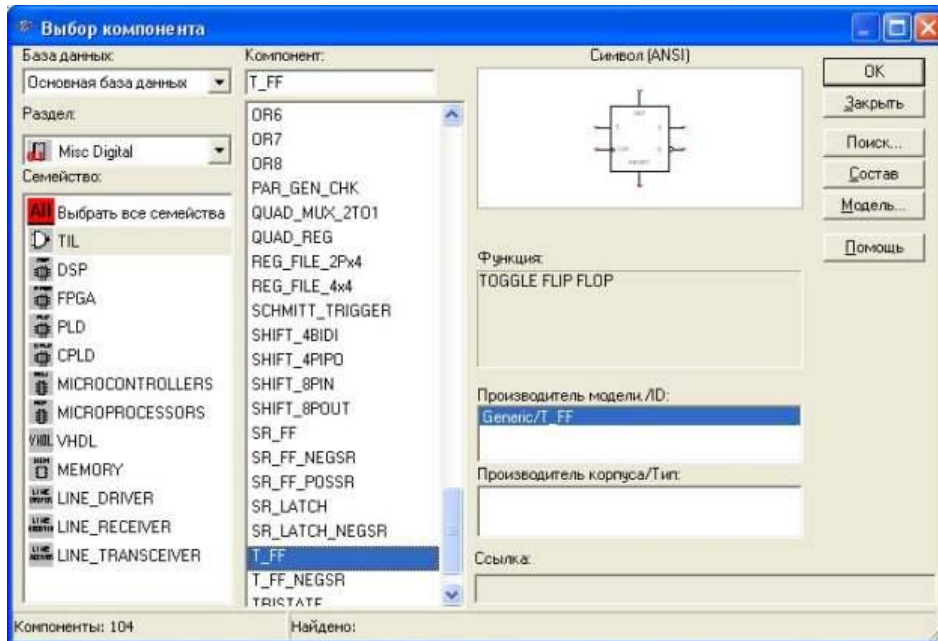 Выбор компонента
База данных:
Основная база данных
Раздел:
Misc Digital
Семейство:
All Выбрать все семейства
TIL
DSP
FPGA
PLD
CPLD
MICROCONTROLLERS
MICROPROCESSORS
VHDL VHDL
MEMORY
LINE_DRIVER
LINE_RECEIVER
LINE_TRANSCEIVER
Компонент:
T_FF
OR6
OR7
OR8
PAR_GEN_CHK
QUAD_MUX_2TO1
QUAD_REG
REG_FILE_2Px4
REG_FILE_4x4
SCHMITT_TRIGGER
SHIFT_4BIDI
SHIFT_4PIPO
SHIFT_8PIN
SHIFT_8POUT
SR_FF
SR_FF_NEGSR
SR_FF_POSSR
SR_LATCH
SR_LATCH_NEGSR
T_FF
T_FF_NEGSR
TRISTATE
Символ (ANSI)
Функция:
TOGGLE FLIP FLOP
Производитель модели./ID:
Generic/T_FF
Производитель корпуса/Тип:
Ссылка:
OK
Закрыть
Поиск...
Состав
Модель...
Помощь
Компоненты: 104
Найдено: